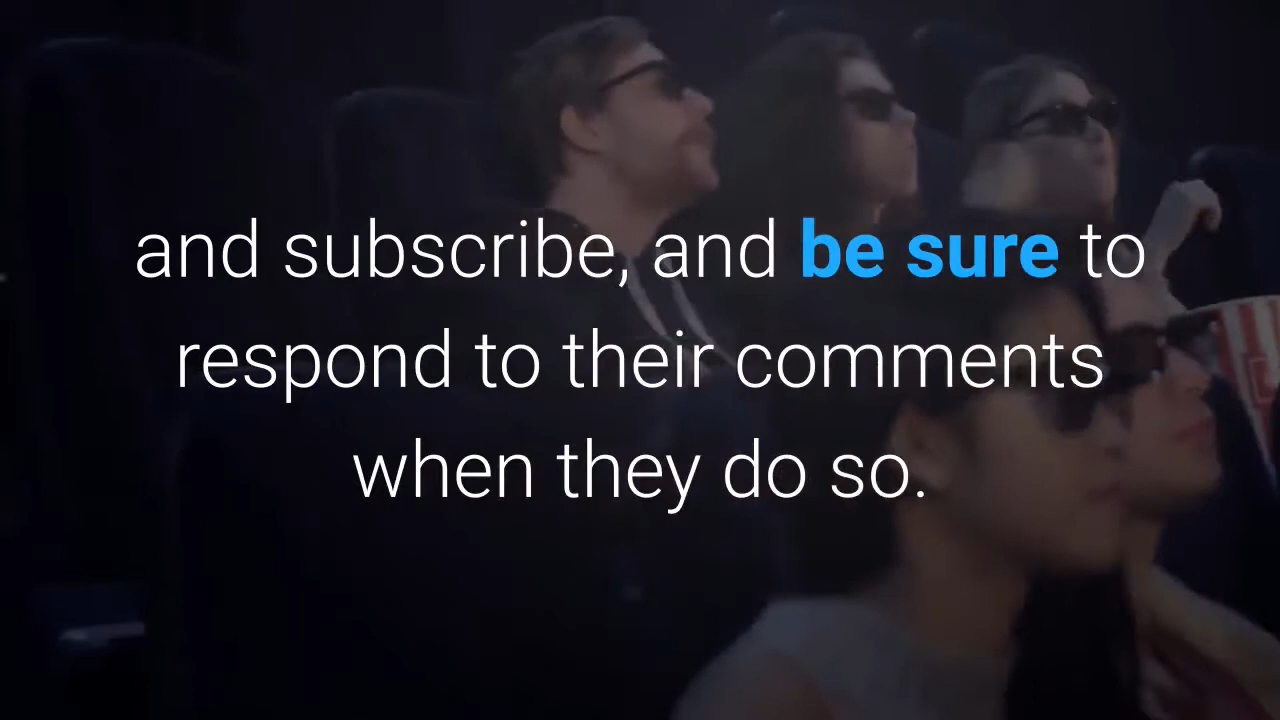 and subscribe, and be sure to
respond to their comments
when they do so.